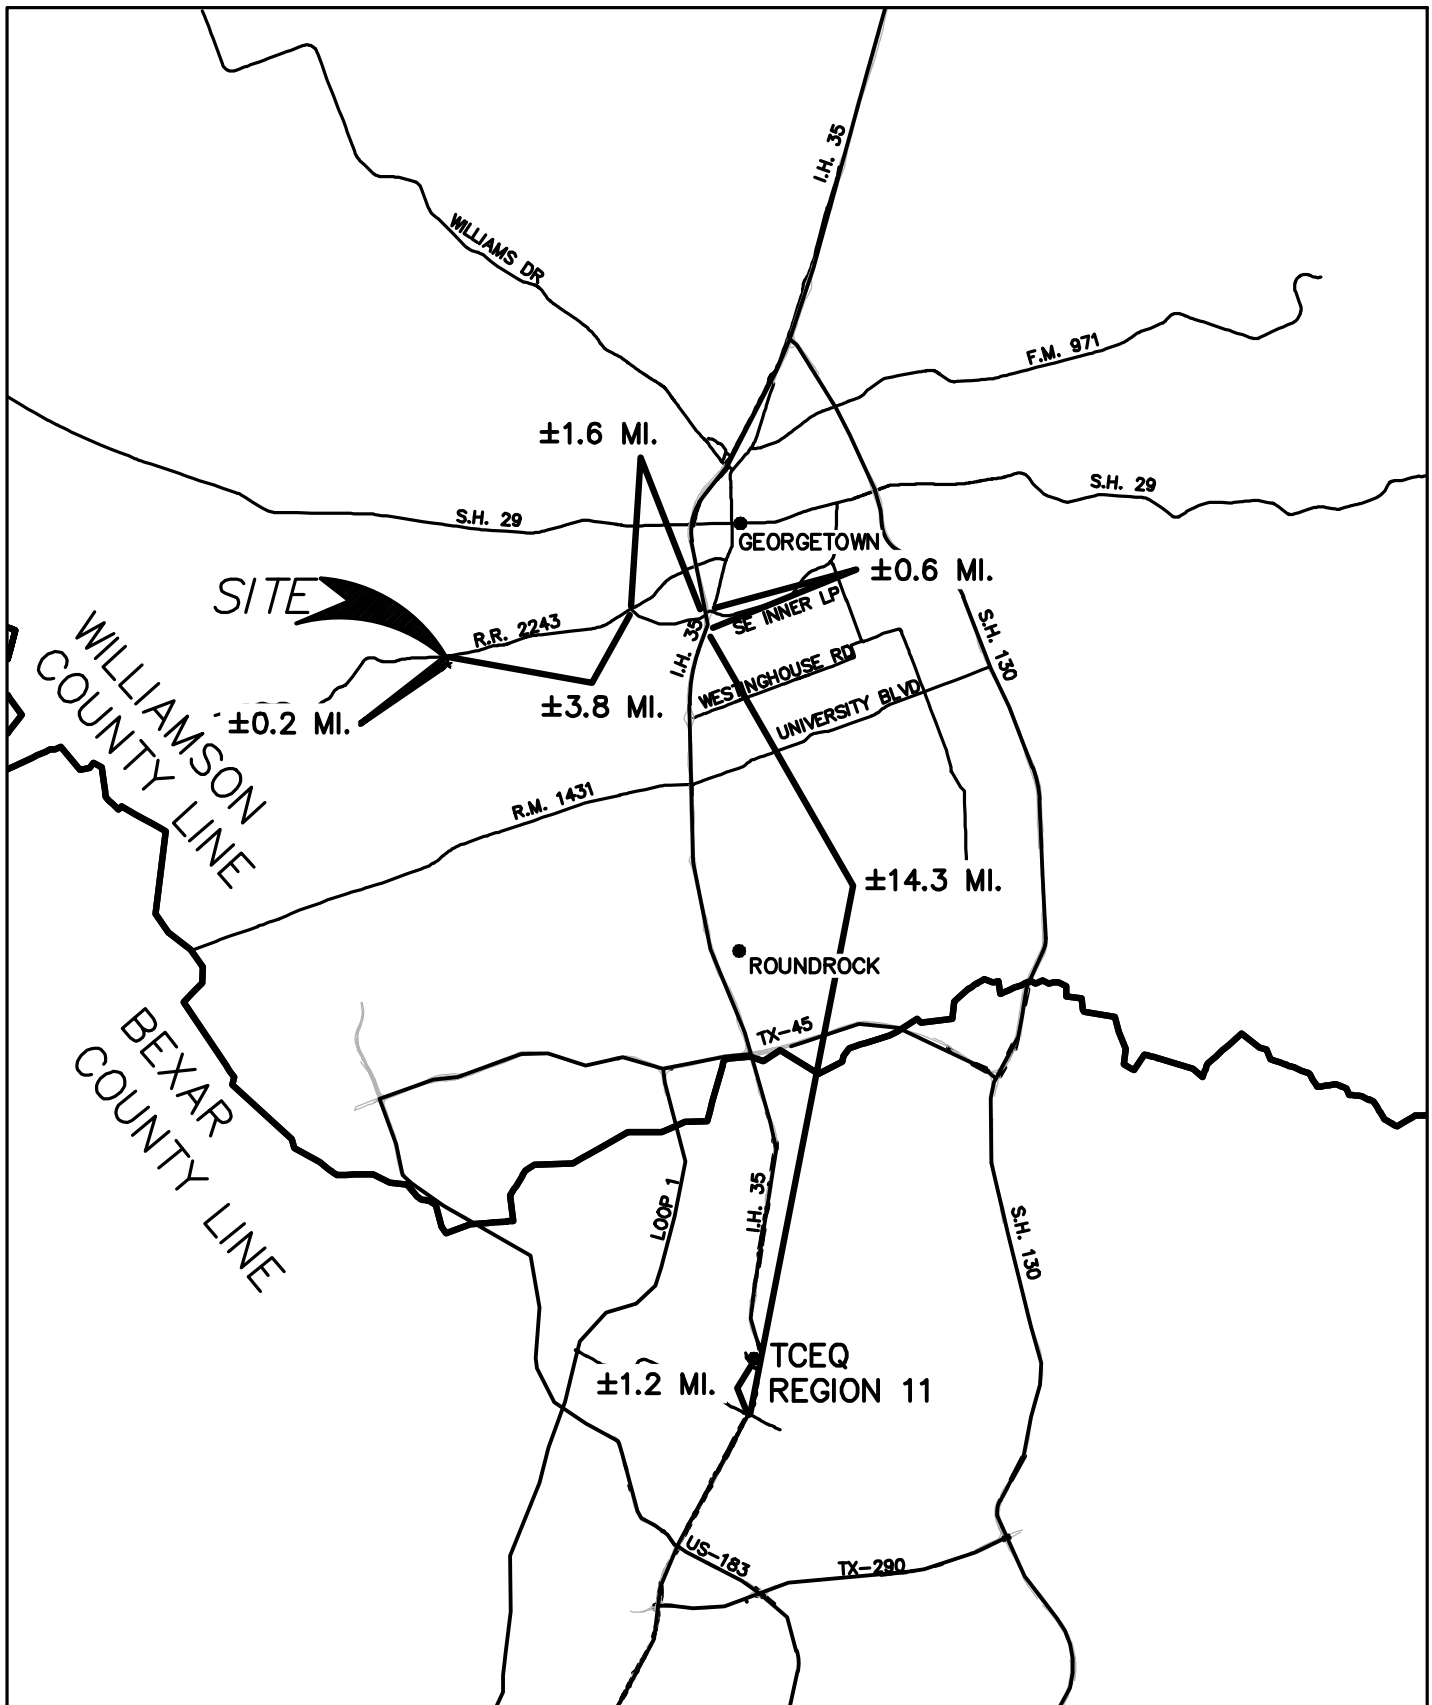 I.H. 35
WILLIAMS DR
F.M. 971
±1.6 MI.
S.H. 29
S.H. 29
GEORGETOWN
±0.6 MI.
SITE
SE INNER LP
R.R. 2243
I.H. 35
S.H. 130
WESTINGHOUSE RD
UNIVERSITY BLVD
±3.8 MI.
±0.2 MI.
WILLIAMSON
COUNTY LINE
R.M. 1431
±14.3 MI.
ROUNDROCK
TX-45
BEXAR
COUNTY LINE
LOOP 1
I.H. 35
S.H. 130
TCEQ
REGION 11
±1.2 MI.
US-183
TX-290